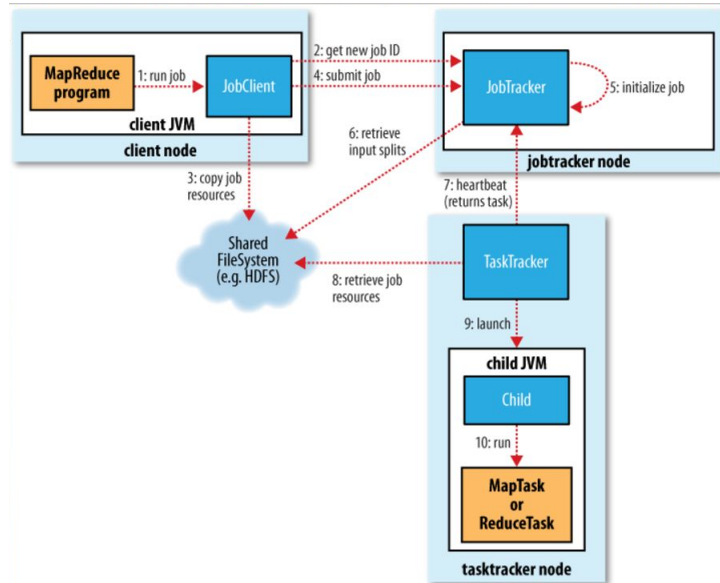 MapReduce
program
1: run job
JobClient
client JVM
client node
2: get new job ID
4: submit job
JobTracker
5: initialize job
jobtracker node
3: copy job
resources
6: retrieve
input splits
7: heartbeat
(returns task)
Shared
FileSystem
(e.g. HDFS)
8: retrieve job
resources
TaskTracker
9: launch
child JVM
Child
10: run
MapTask
or
ReduceTask
tasktracker node